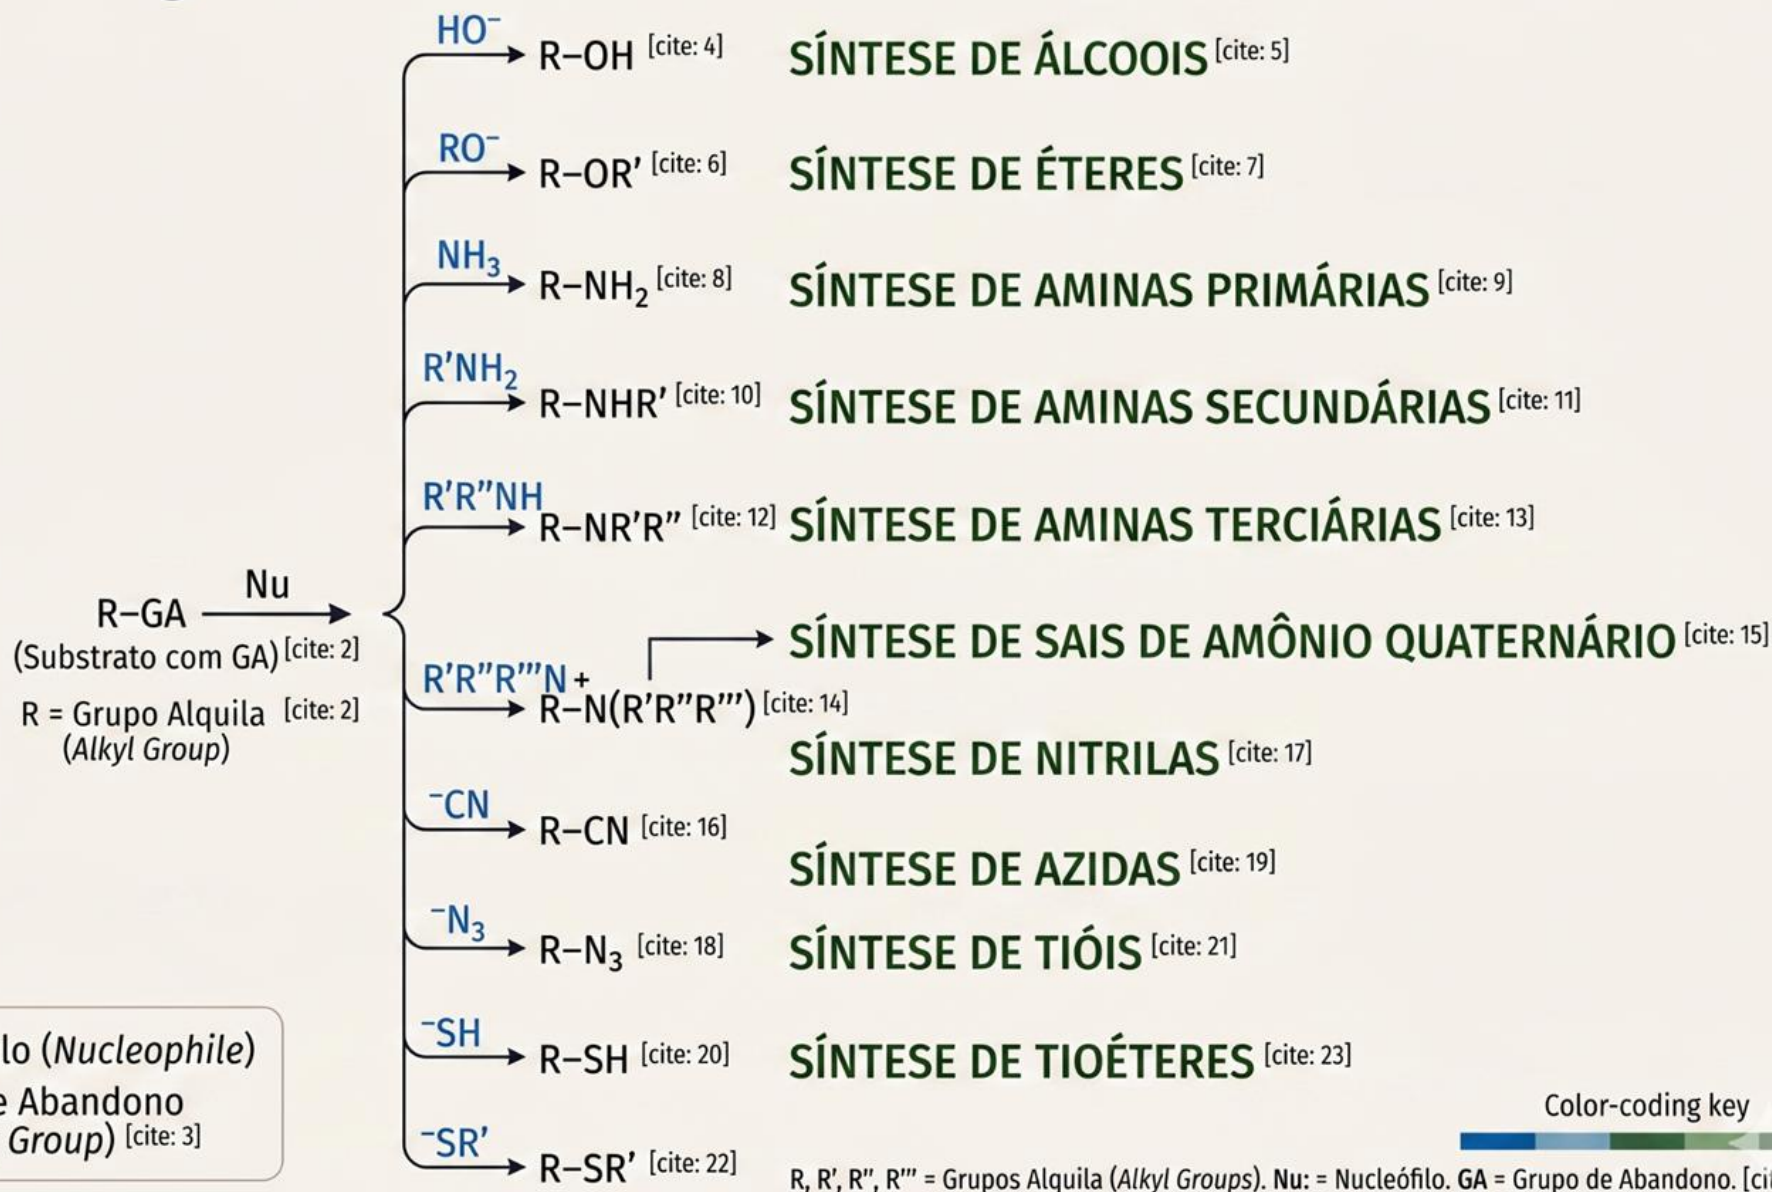 HO⁻
R–OH [cite: 4] SÍNTESE DE ÁLCOOIS [cite: 5]
RO⁻
R–OR' [cite: 6] SÍNTESE DE ÉTERES [cite: 7]
NH₃
R–NH₂ [cite: 8] SÍNTESE DE AMINAS PRIMÁRIAS [cite: 9]
R'NH₂
R–NHR' [cite: 10] SÍNTESE DE AMINAS SECUNDÁRIAS [cite: 11]
R'R''NH
R–NR'R'' [cite: 12] SÍNTESE DE AMINAS TERCIÁRIAS [cite: 13]
Nu
R–GA
(Substrato com GA) [cite: 2]
R = Grupo Alquila [cite: 2]
(Alkyl Group)
SÍNTESE DE SAIS DE AMÔNIO QUATERNÁRIO [cite: 15]
R'R''R'''N +
R–N(R'R''R''') [cite: 14]
SÍNTESE DE NITRILAS [cite: 17]
⁻CN
R–CN [cite: 16]
SÍNTESE DE AZIDAS [cite: 19]
⁻N₃
R–N₃ [cite: 18] SÍNTESE DE TIÓIS [cite: 21]
⁻SH
R–SH [cite: 20] SÍNTESE DE TIOÉTERES [cite: 23]
⁻SR'
R–SR' [cite: 22]
lo (Nucleophile)
e Abandono
Group) [cite: 3]
Color-coding key
R, R', R'', R''' = Grupos Alquila (Alkyl Groups). Nu: = Nucleófilo. GA = Grupo de Abandono. [cit